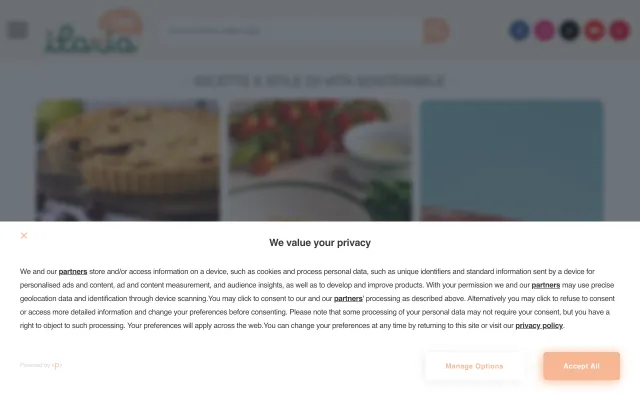 ilaria
RICETTE E STILE DI VITA SOSTENIBILE
We value your privacy
We and our partners store and/or access information on a device, such as cookies and process personal data, such as unique identifiers and standard information sent by a device for
personalised ads and content, ad and content measurement, and audience insights, as well as to develop and improve products. With your permission we and our partners may use precise
geolocation data and identification through device scanning.You may click to consent to our and our partners' processing as described above. Alternatively you may click to refuse to consent
or access more detailed information and change your preferences before consenting. Please note that some processing of your personal data may not require your consent, but you have a
right to object to such processing. Your preferences will apply across the web.You can change your preferences at any time by returning to this site or visit our privacy policy.
Powered by
Manage Options
Accept All